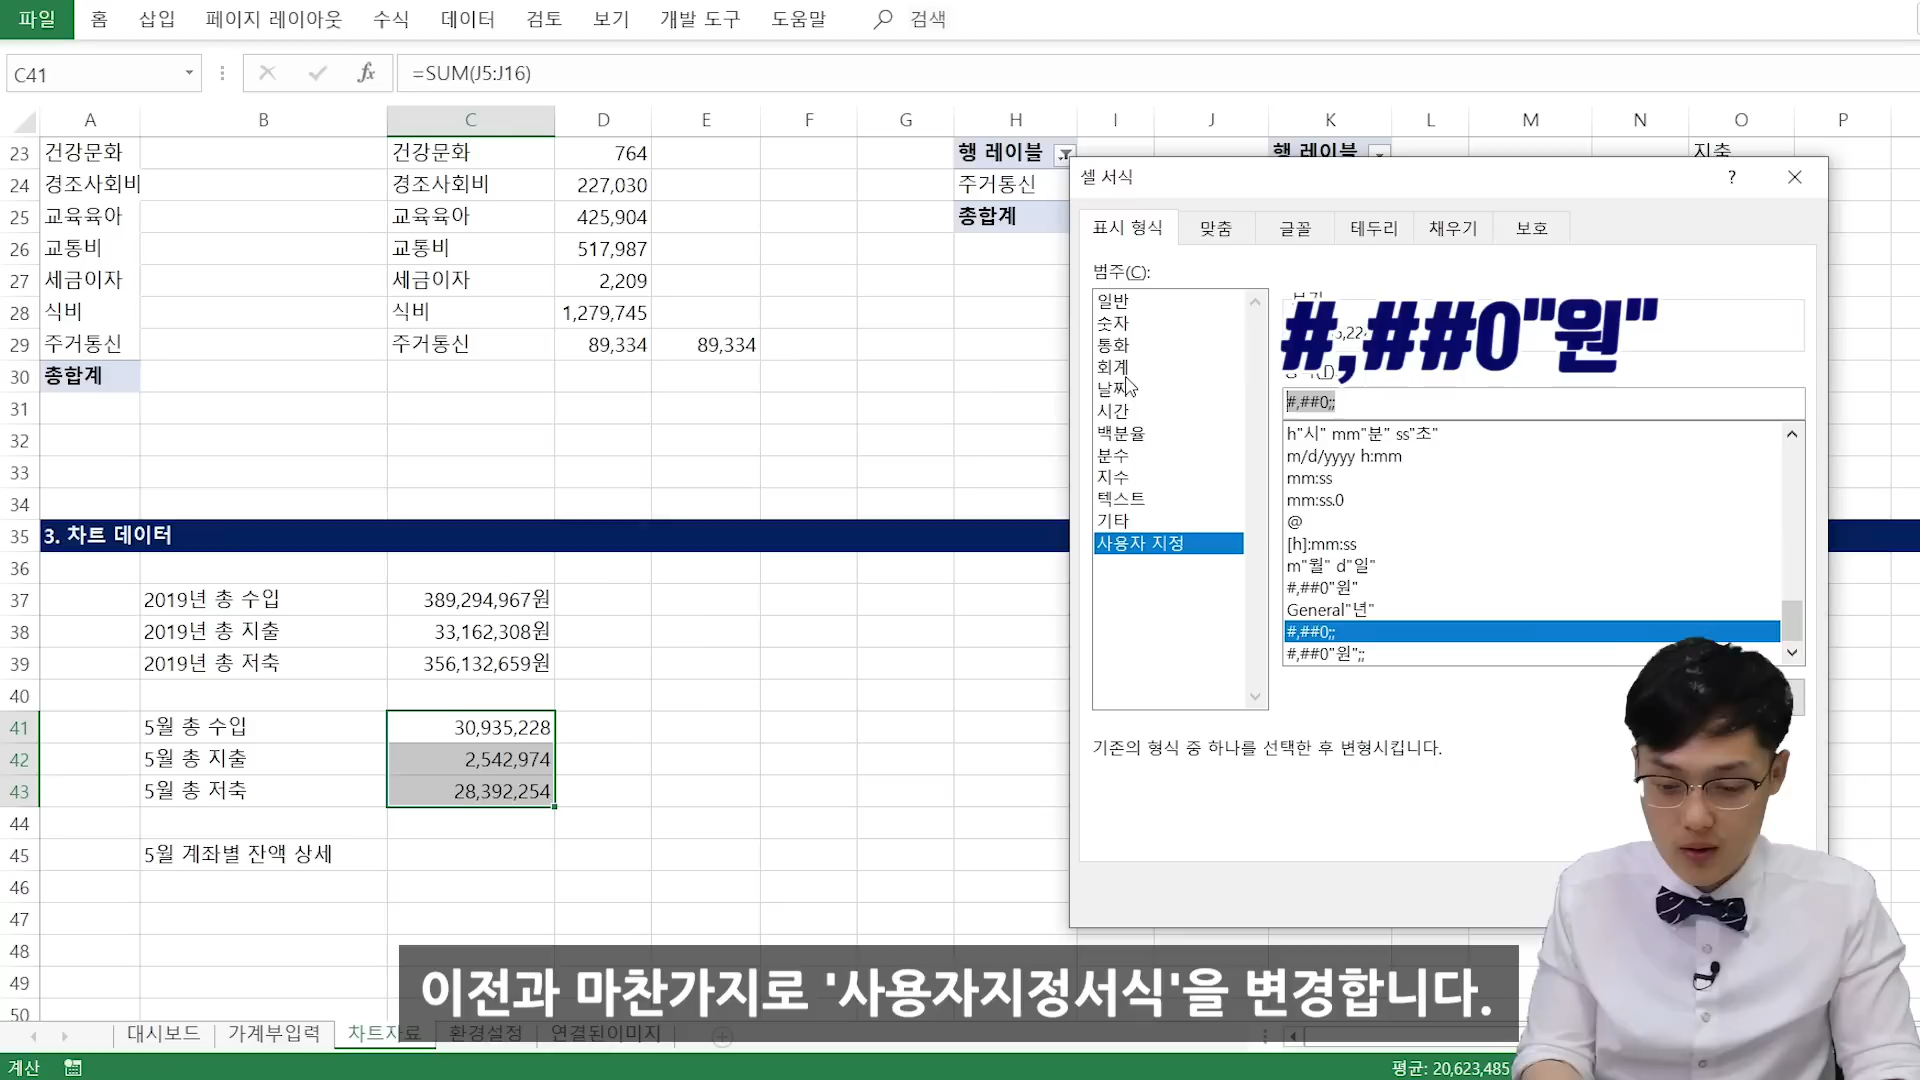 파일 홈 삽입 페이지 레이아웃 수식 데이터 검토 보기 개발 도구 도움말 검색
C41 fx =SUM(J5:J16)
A B C D E F G H I J K L M N O P
23 건강문화 건강문화 764 행 레이블 행 레이블 지출
24 경조사회비 경조사회비 227,030 주거통신
25 교육육아 교육육아 425,904 총합계
26 교통비 교통비 517,987
27 세금이자 세금이자 2,209
28 식비 식비 1,279,745
29 주거통신 주거통신 89,334 89,334
30 총합계
31
32
33
34
35 3. 차트 데이터
36
37 2019년 총 수입 389,294,967원
38 2019년 총 지출 33,162,308원
39 2019년 총 저축 356,132,659원
40
41 5월 총 수입 30,935,228
42 5월 총 지출 2,542,974
43 5월 총 저축 28,392,254
44
45 5월 계좌별 잔액 상세
46
47
48
49
50
셀 서식 ?
표시 형식 맞춤 글꼴 테두리 채우기 보호
범주(C):
일반
숫자
통화
회계
날짜
시간
백분율
분수
지수
텍스트
기타
사용자 지정
#,##0"원"
#,##0;;
h"시" mm"분" ss"초"
m/d/yyyy h:mm
mm:ss
mm:ss.0
@
[h]:mm:ss
m"월" d"일"
#,##0"원"
General"년"
#,##0;;
#,##0"원";;
기존의 형식 중 하나를 선택한 후 변형시킵니다.
이전과 마찬가지로 '사용자지정서식'을 변경합니다.
대시보드 가계부입력 차트자료 환경설정 연결된이미지
계산 평균: 20,623,485